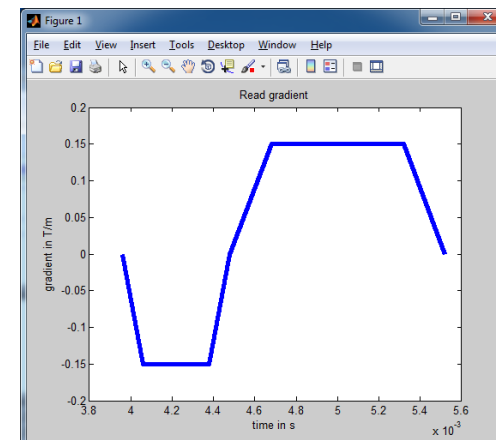 Figure 1
File Edit View Insert Tools Desktop Window Help
Read gradient
0.2
0.15
0.1
0.05
0
-0.05
-0.1
-0.15
-0.2
gradient in T/m
3.8 4 4.2 4.4 4.6 4.8 5 5.2 5.4 5.6
time in s
x 10⁻³